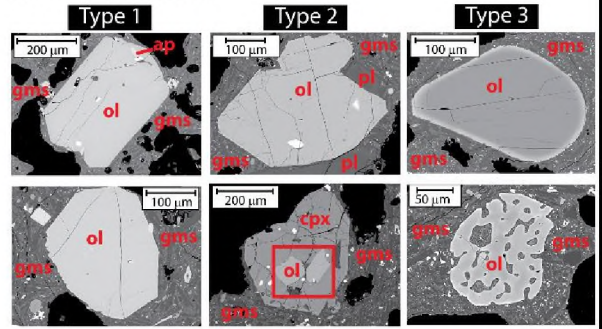 Type 1
Type 2
Type 3
200 µm
ap
gms
ol
gms
100 µm
gms
ol
pl
gms
pl
100 µm
gms
ol
gms
100 µm
ol
gms
gms
200 µm
cpx
ol
gms
gms
50 µm
gms
gms
ol